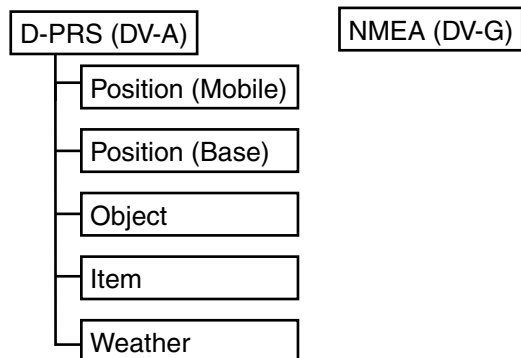 D-PRS (DV-A)
NMEA (DV-G)
Position (Mobile)
Position (Base)
Object
Item
Weather